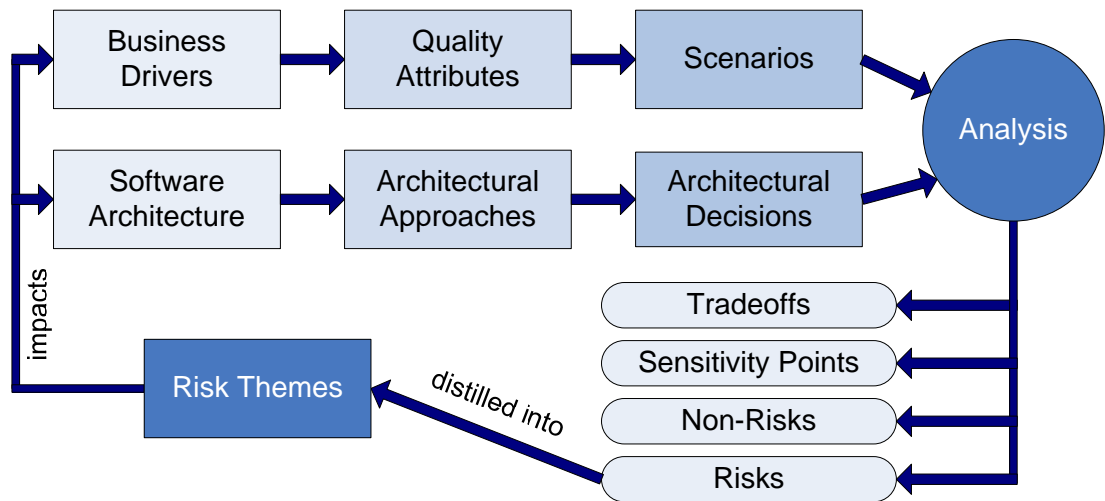 Business
Drivers
Quality
Attributes
Scenarios
Analysis
Software
Architecture
Architectural
Approaches
Architectural
Decisions
impacts
Tradeoffs
Sensitivity Points
Non-Risks
Risks
distilled into
Risk Themes